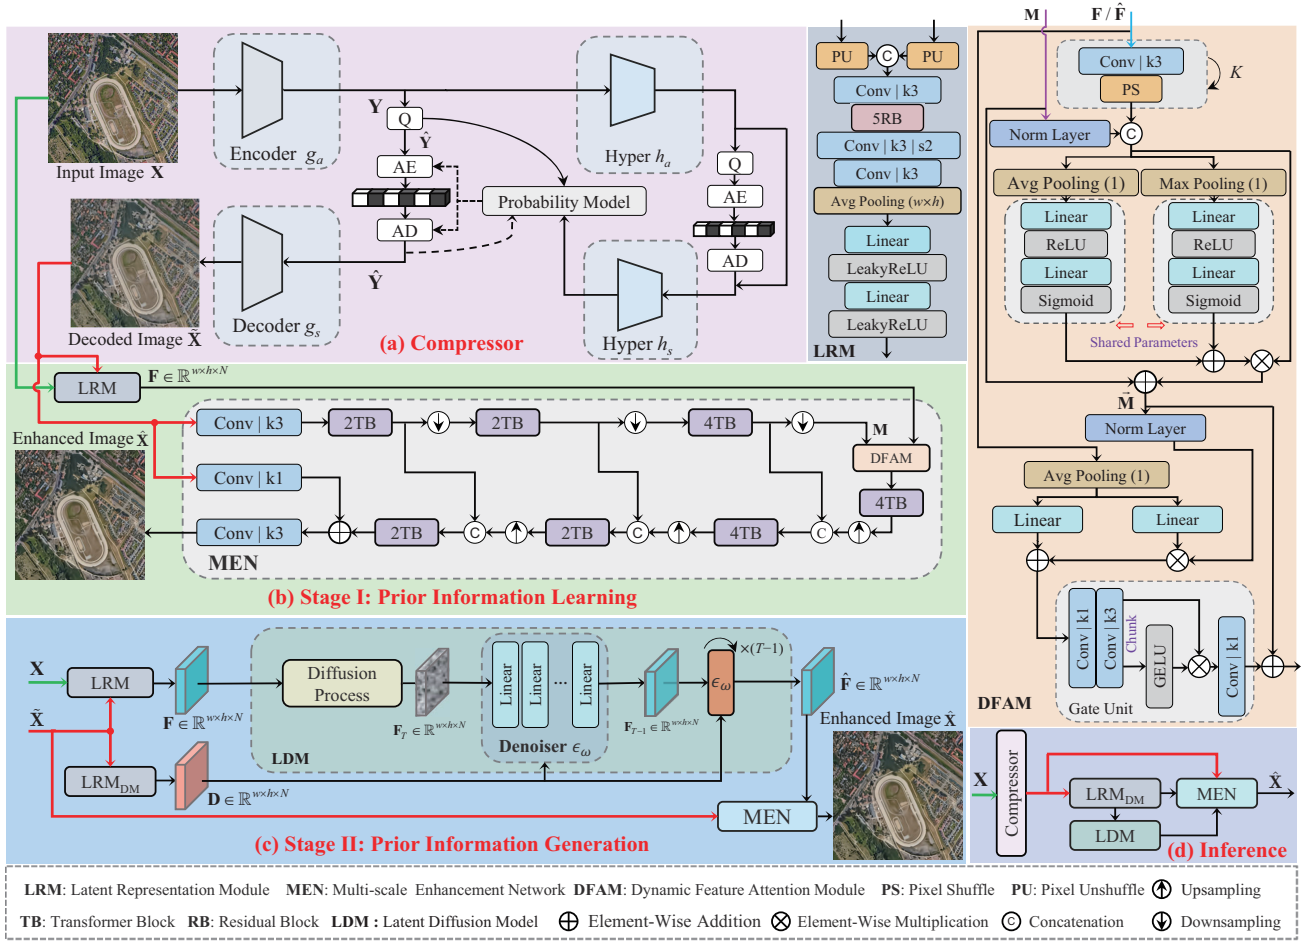 Input Image X
Encoder g_a
Y
Q
Ŷ
AE
AD
Ŷ
Probability Model
Hyper h_a
Q
AE
AD
Hyper h_s
Decoder g_s
Decoded Image X̃
(a) Compressor
PU
C
PU
Conv | k3
5RB
Conv | k3 | s2
Conv | k3
Avg Pooling (w×h)
Linear
LeakyReLU
Linear
LeakyReLU
LRM
M
F / F̂
Conv | k3
PS
K
Norm Layer
C
Avg Pooling (1)
Max Pooling (1)
Linear
ReLU
Linear
Sigmoid
Linear
ReLU
Linear
Sigmoid
Shared Parameters
M⃗
Norm Layer
Avg Pooling (1)
Linear
Linear
Conv | k1
Conv | k3
Chunk
GELU
Conv | k1
Gate Unit
DFAM
LRM
F ∈ ℝ^{w×h×N}
Enhanced Image X̂
Conv | k3
2TB
2TB
4TB
M
DFAM
Conv | k1
4TB
Conv | k3
2TB
C
2TB
C
4TB
C
MEN
(b) Stage I: Prior Information Learning
X
LRM
F ∈ ℝ^{w×h×N}
X̃
LRM_DM
D ∈ ℝ^{w×h×N}
Diffusion
Process
F_T ∈ ℝ^{w×h×N}
LDM
Linear
Linear
...
Linear
Denoiser ϵ_ω
F_{T−1} ∈ ℝ^{w×h×N}
ϵ_ω
×(T−1)
F̂ ∈ ℝ^{w×h×N}
Enhanced Image X̂
MEN
(c) Stage II: Prior Information Generation
X
Compressor
LRM_DM
MEN
X̂
LDM
(d) Inference
LRM: Latent Representation Module MEN: Multi-scale Enhancement Network DFAM: Dynamic Feature Attention Module PS: Pixel Shuffle PU: Pixel Unshuffle Upsampling
TB: Transformer Block RB: Residual Block LDM : Latent Diffusion Model Element-Wise Addition Element-Wise Multiplication C Concatenation Downsampling